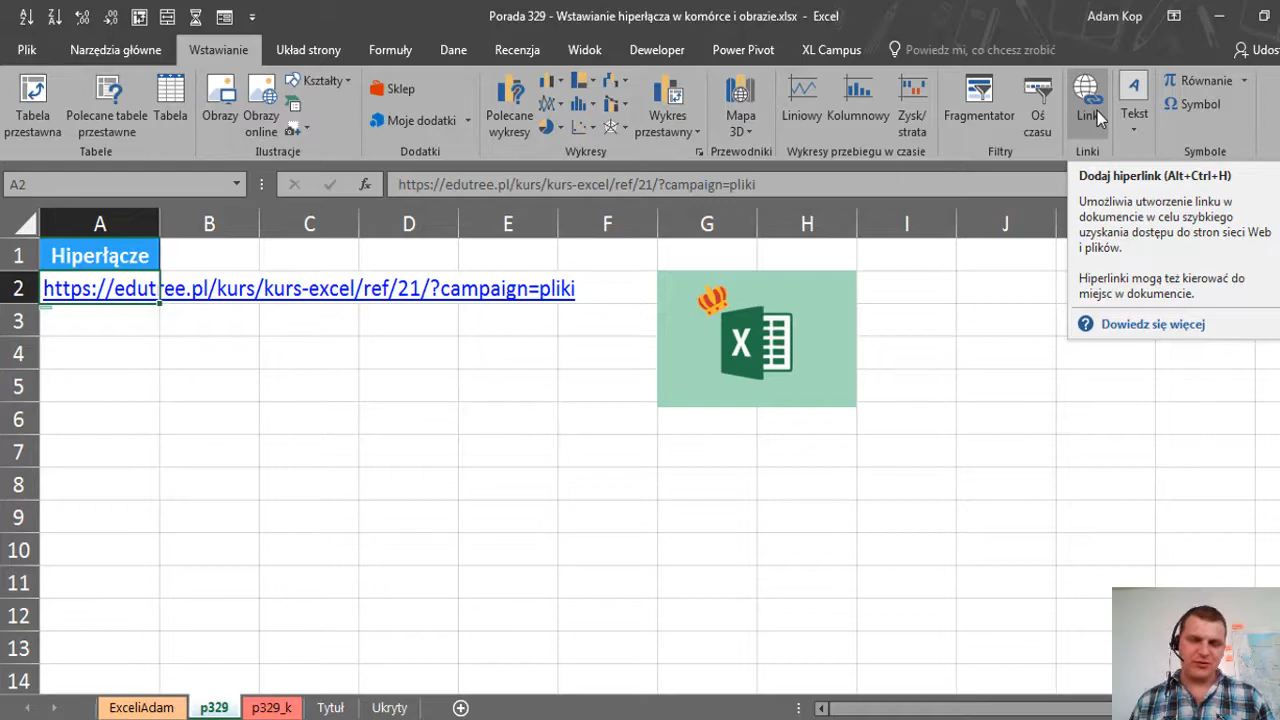 Porada 329 - Wstawianie hiperłącza w komórce i obrazie.xlsx - Excel
Adam Kop
Plik
Narzędzia główne
Wstawianie
Układ strony
Formuły
Dane
Recenzja
Widok
Deweloper
Power Pivot
XL Campus
Powiedz mi, co chcesz zrobić
Udos
Tabela przestawna
Polecane tabele przestawne
Tabela
Tabele
Obrazy
Obrazy online
Kształty
Ilustracje
Sklep
Moje dodatki
Dodatki
Polecane wykresy
Wykres przestawny
Wykresy
Mapa 3D
Przewodniki
Liniowy
Kolumnowy
Zysk/strata
Wykresy przebiegu w czasie
Fragmentator
Oś czasu
Filtry
Link
Linki
A
Tekst
π Równanie
Ω Symbol
Symbole
A2
fx
https://edutree.pl/kurs/kurs-excel/ref/21/?campaign=pliki
Dodaj hiperlink (Alt+Ctrl+H)
Umożliwia utworzenie linku w
dokumencie w celu szybkiego
uzyskania dostępu do stron sieci Web
i plików.
Hiperlinki mogą też kierować do
miejsc w dokumencie.
? Dowiedz się więcej
A B C D E F G H I J
1 Hiperłącze
2 https://edutree.pl/kurs/kurs-excel/ref/21/?campaign=pliki
X
3
4
5
6
7
8
9
10
11
12
13
14
ExceliAdam
p329
p329_k
Tytuł
Ukryty